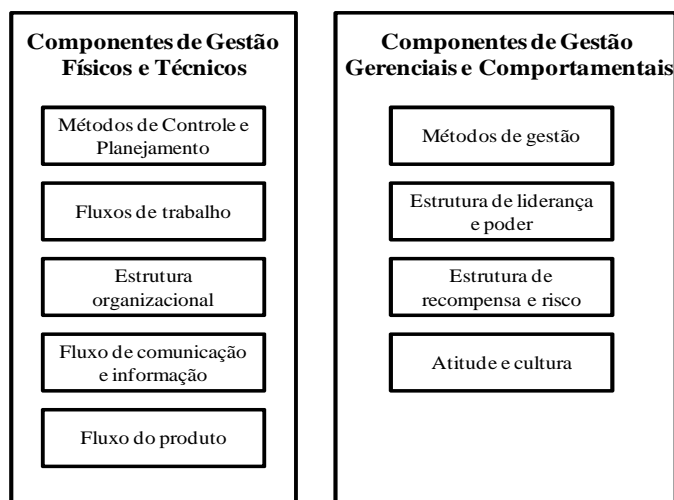 Componentes de Gestão
Físicos e Técnicos
Métodos de Controle e
Planejamento
Fluxos de trabalho
Estrutura
organizacional
Fluxo de comunicação
e informação
Fluxo do produto
Componentes de Gestão
Gerenciais e Comportamentais
Métodos de gestão
Estrutura de liderança
e poder
Estrutura de
recompensa e risco
Atitude e cultura